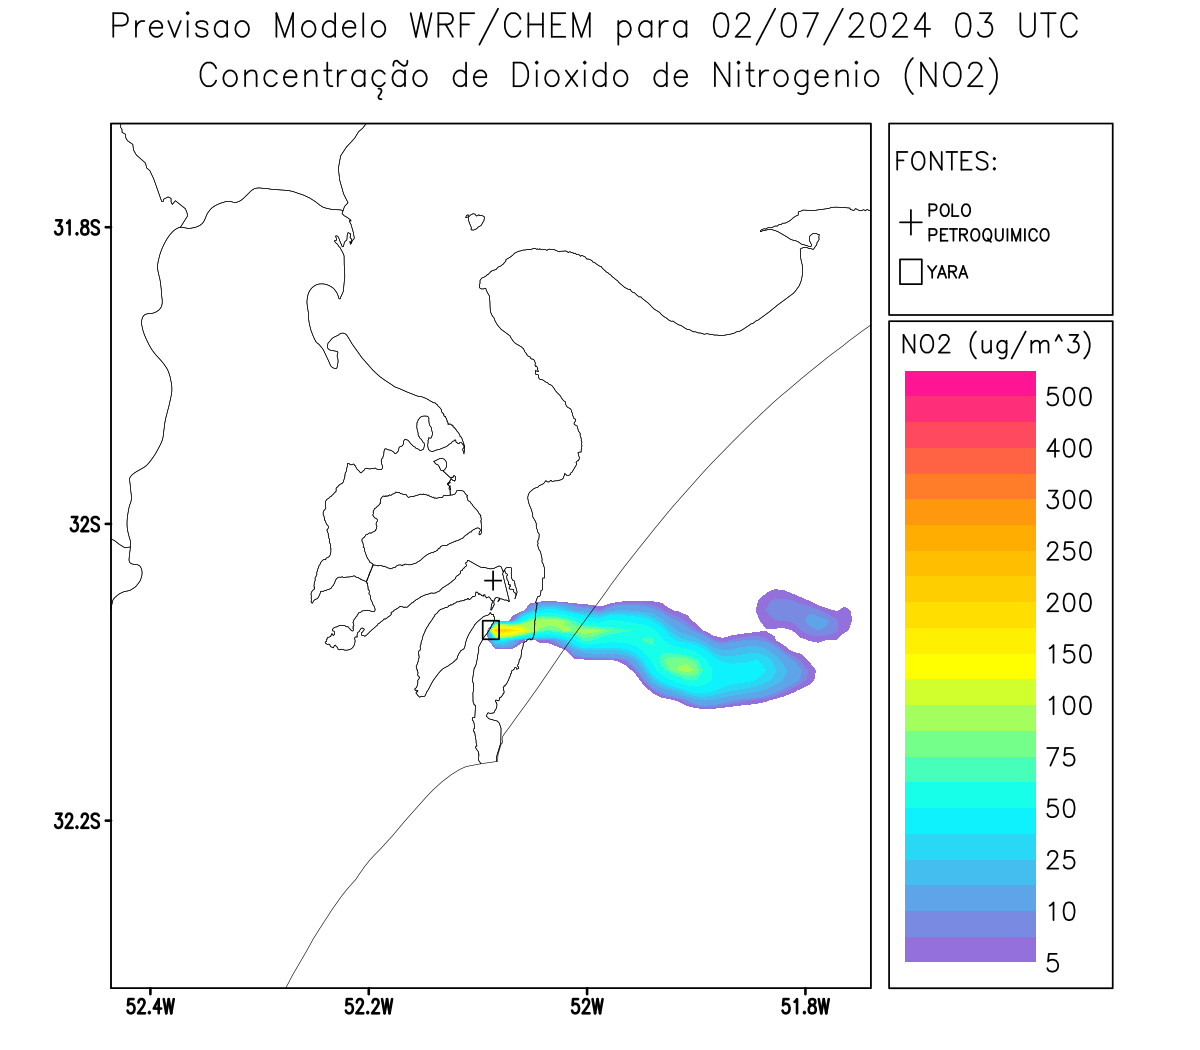 Previsao Modelo WRF/CHEM para 02/07/2024 03 UTC
Concentração de Dioxido de Nitrogenio (NO2)
FONTES:
POLO
PETROQUIMICO
YARA
NO2 (ug/m^3)
500
400
300
250
200
150
100
75
50
25
10
5
31.8S
32S
32.2S
52.4W
52.2W
52W
51.8W